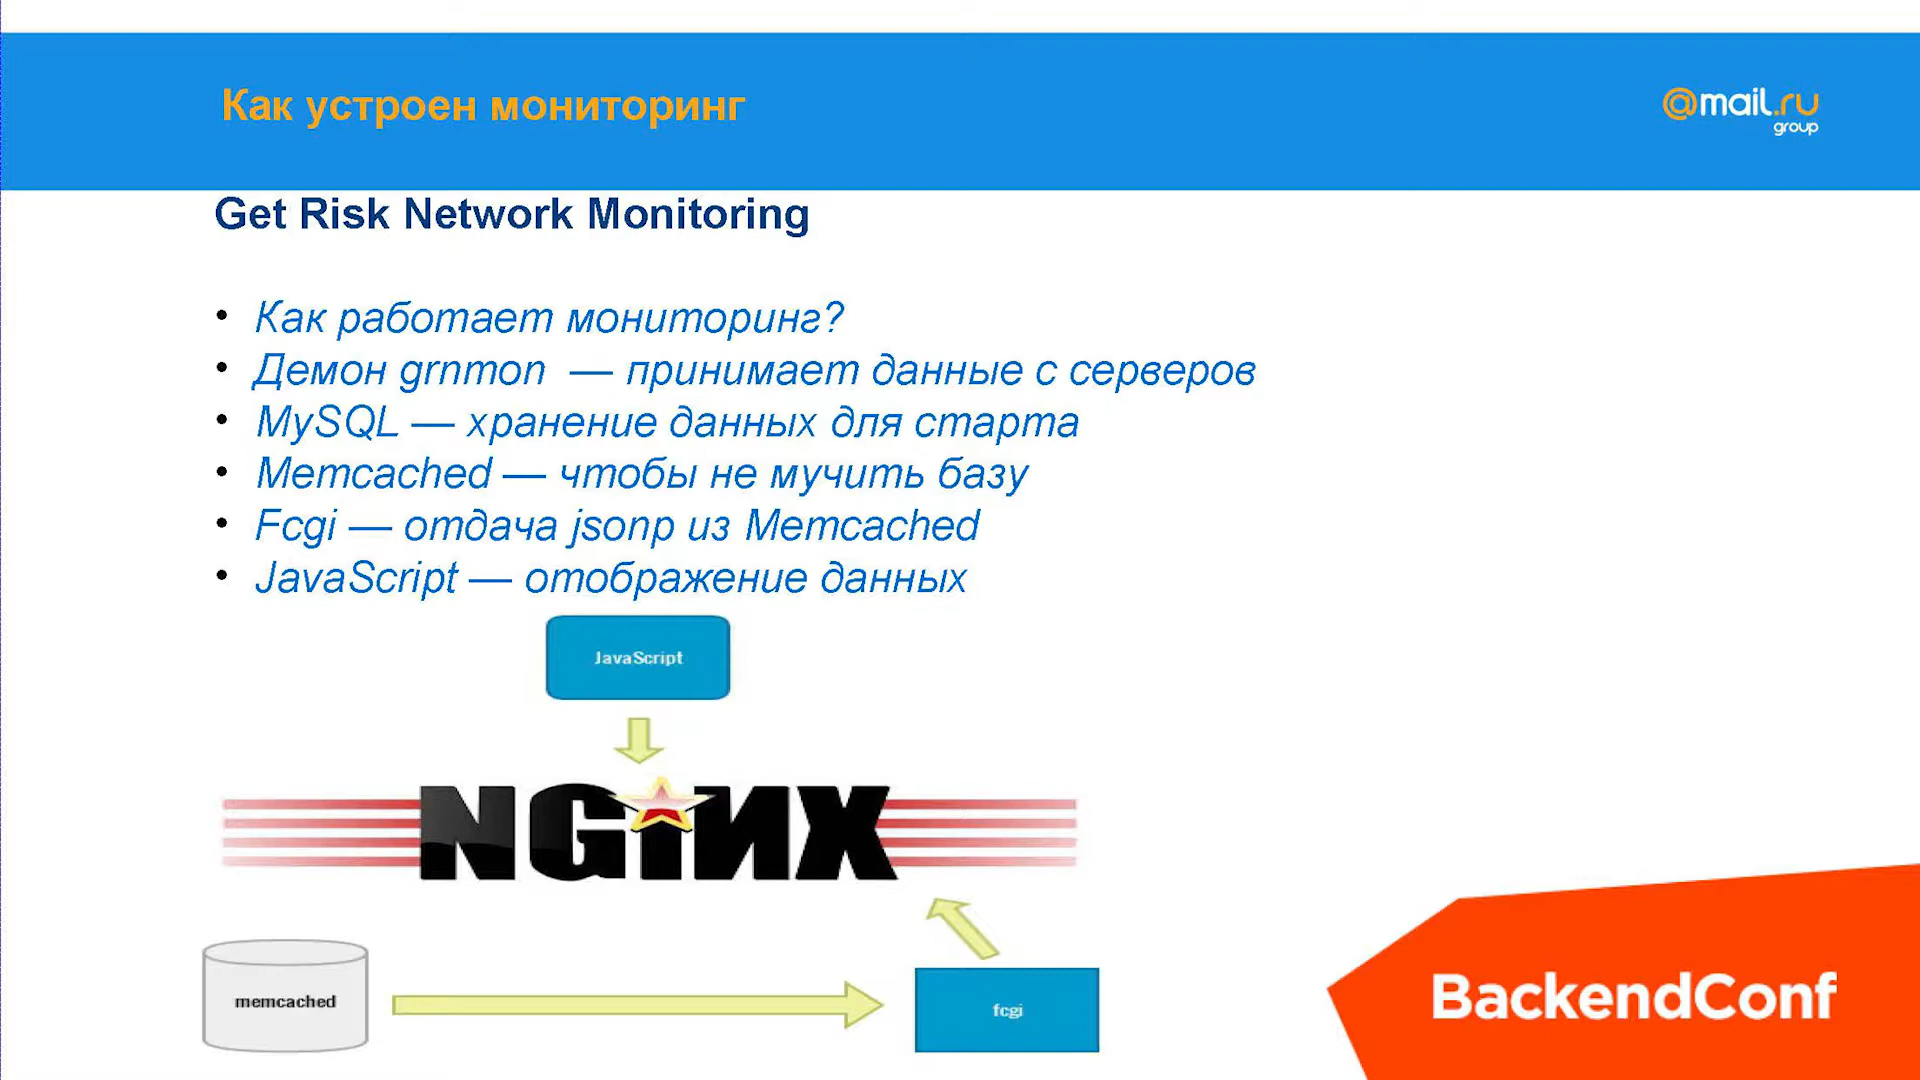 Как устроен мониторинг
@mail.ru
group
Get Risk Network Monitoring
• Как работает мониторинг?
• Демон grnmon — принимает данные с серверов
• MySQL — хранение данных для старта
• Memcached — чтобы не мучить базу
• Fcgi — отдача jsonp из Memcached
• JavaScript — отображение данных
JavaScript
NGiИX
memcached
fcgi
BackendConf